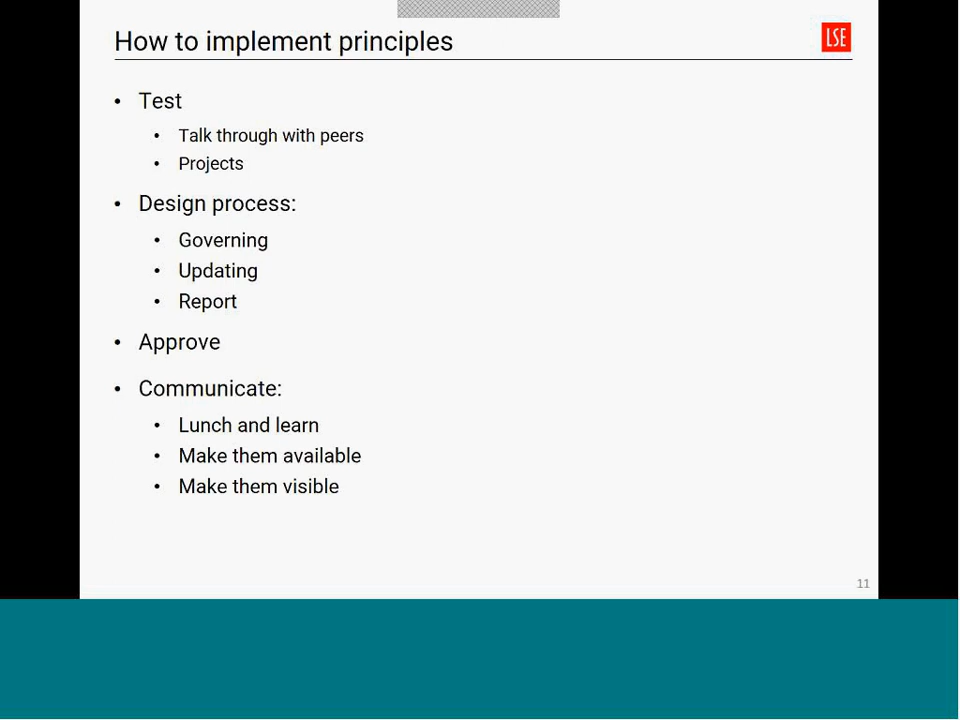 How to implement principles
LSE
• Test
• Talk through with peers
• Projects
• Design process:
• Governing
• Updating
• Report
• Approve
• Communicate:
• Lunch and learn
• Make them available
• Make them visible
11